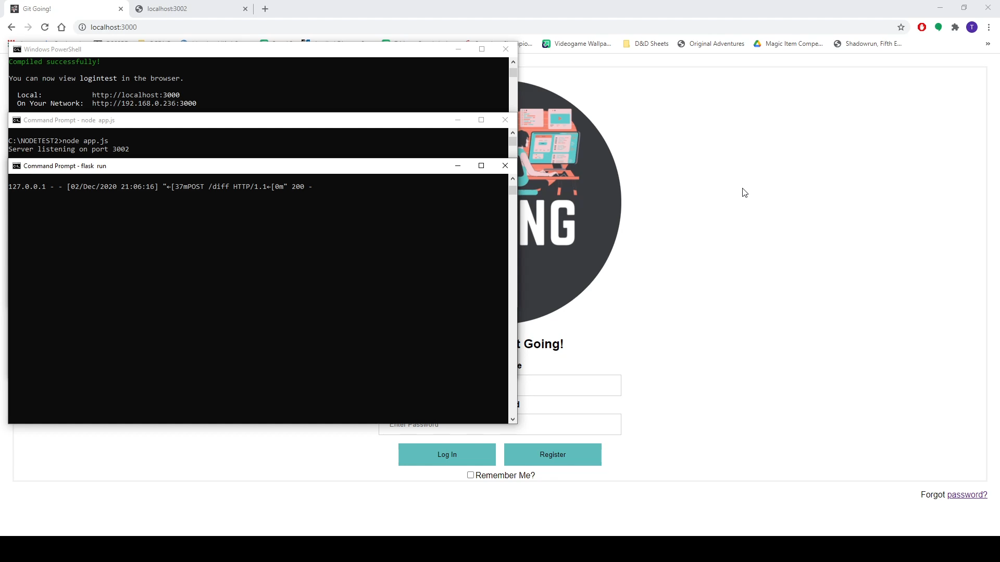 Git Going!
localhost:3002
localhost:3000
T
Videogame Wallpa...
D&D Sheets
Original Adventures
Magic Item Compe...
Shadowrun, Fifth E...
»
Windows PowerShell
Compiled successfully!
You can now view logintest in the browser.
Local: http://localhost:3000
On Your Network: http://192.168.0.236:3000
Command Prompt - node app.js
C:\NODETEST2>node app.js
Server listening on port 3002
Command Prompt - flask run
127.0.0.1 - - [02/Dec/2020 21:06:16] "←[37mPOST /diff HTTP/1.1←[0m" 200 -
NG
t Going!
e
d
Enter Password
Log In
Register
Remember Me?
Forgot password?